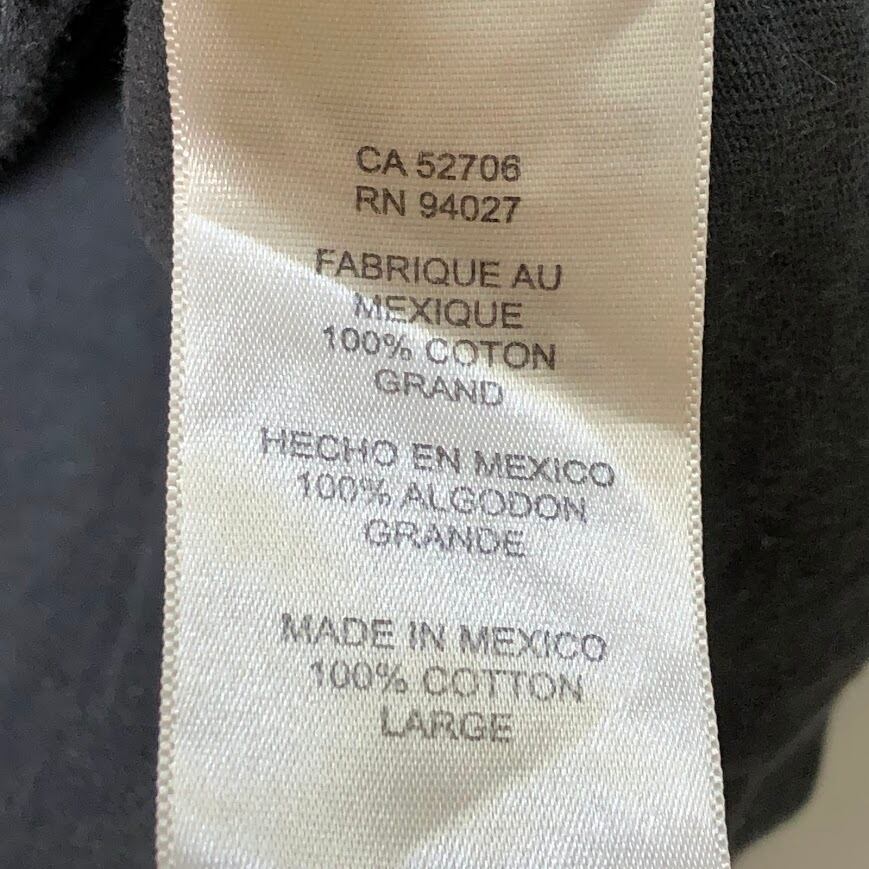 CA 52706
RN 94027
FABRIQUE AU
MEXIQUE
100% COTON
GRAND
HECHO EN MEXICO
100% ALGODON
GRANDE
MADE IN MEXICO
100% COTTON
LARGE